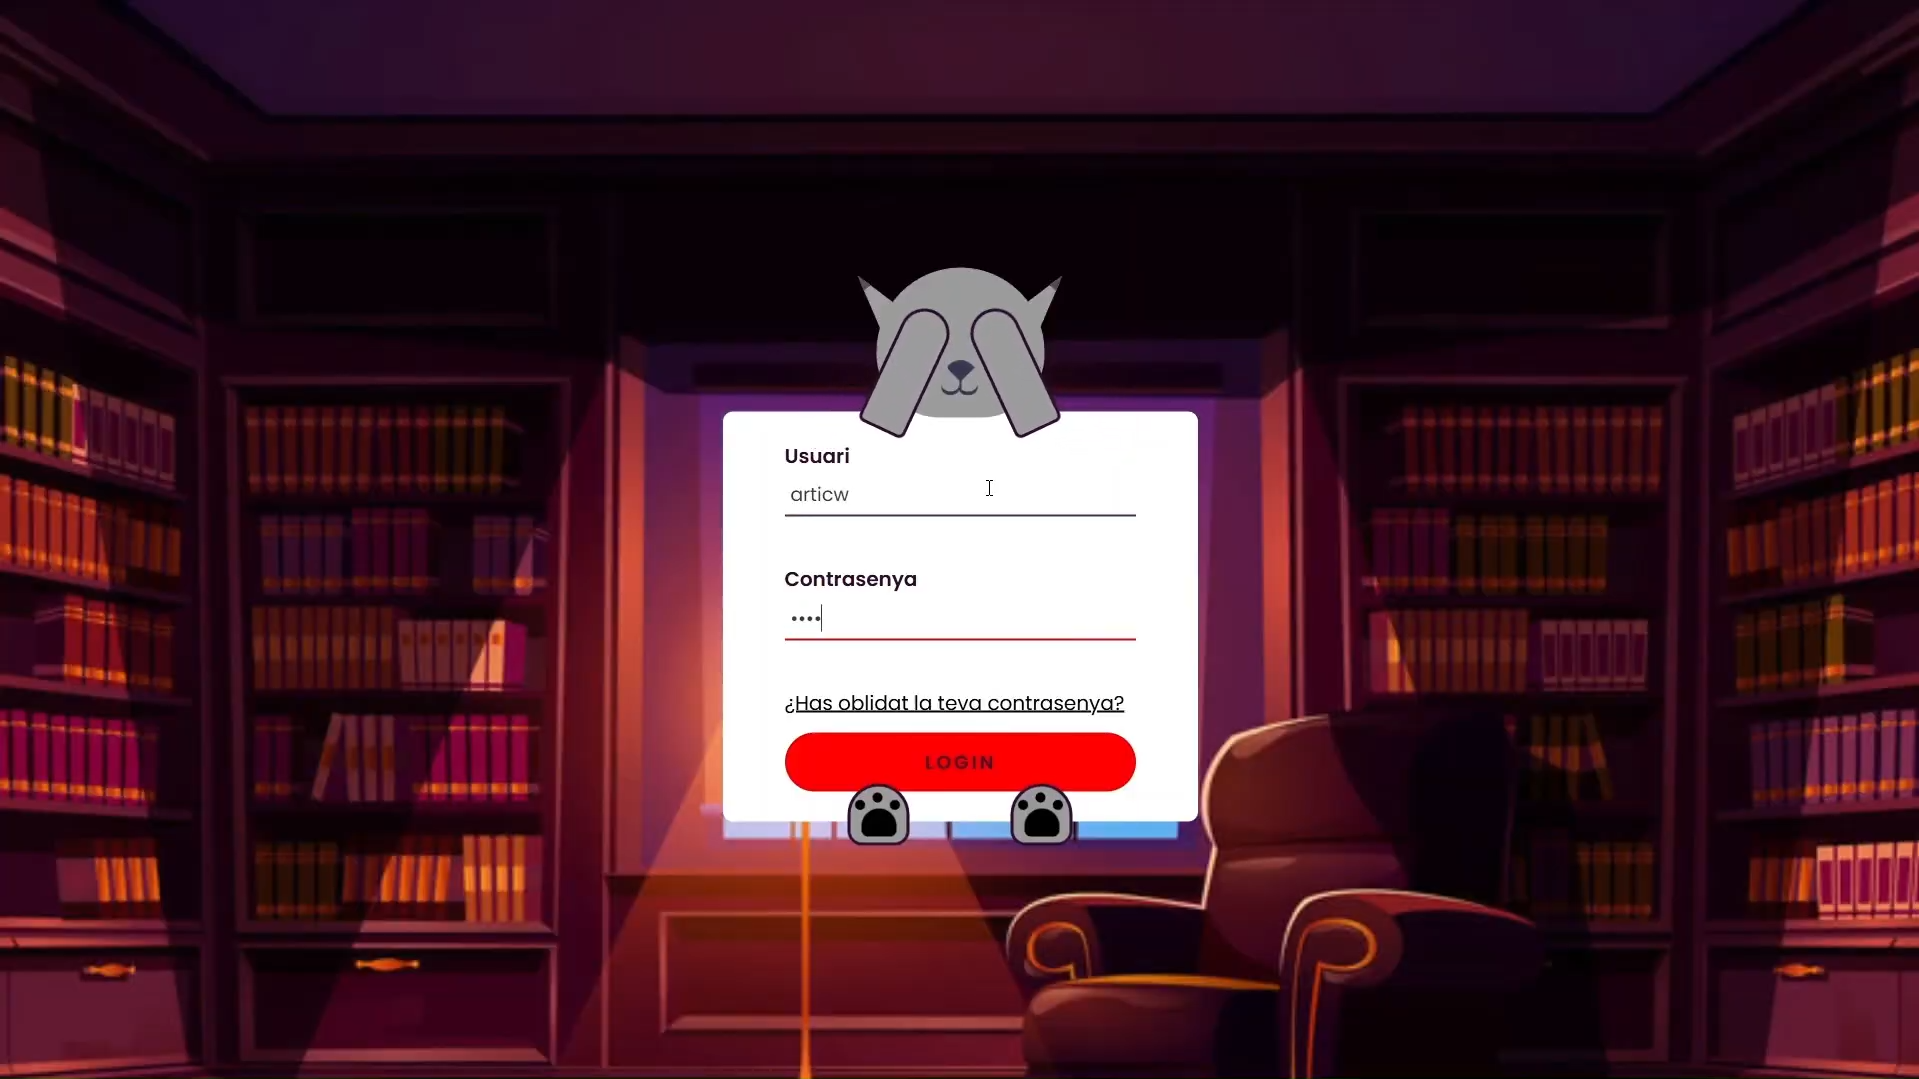 Usuari
articw
Contrasenya
••••
¿Has oblidat la teva contrasenya?
LOGIN